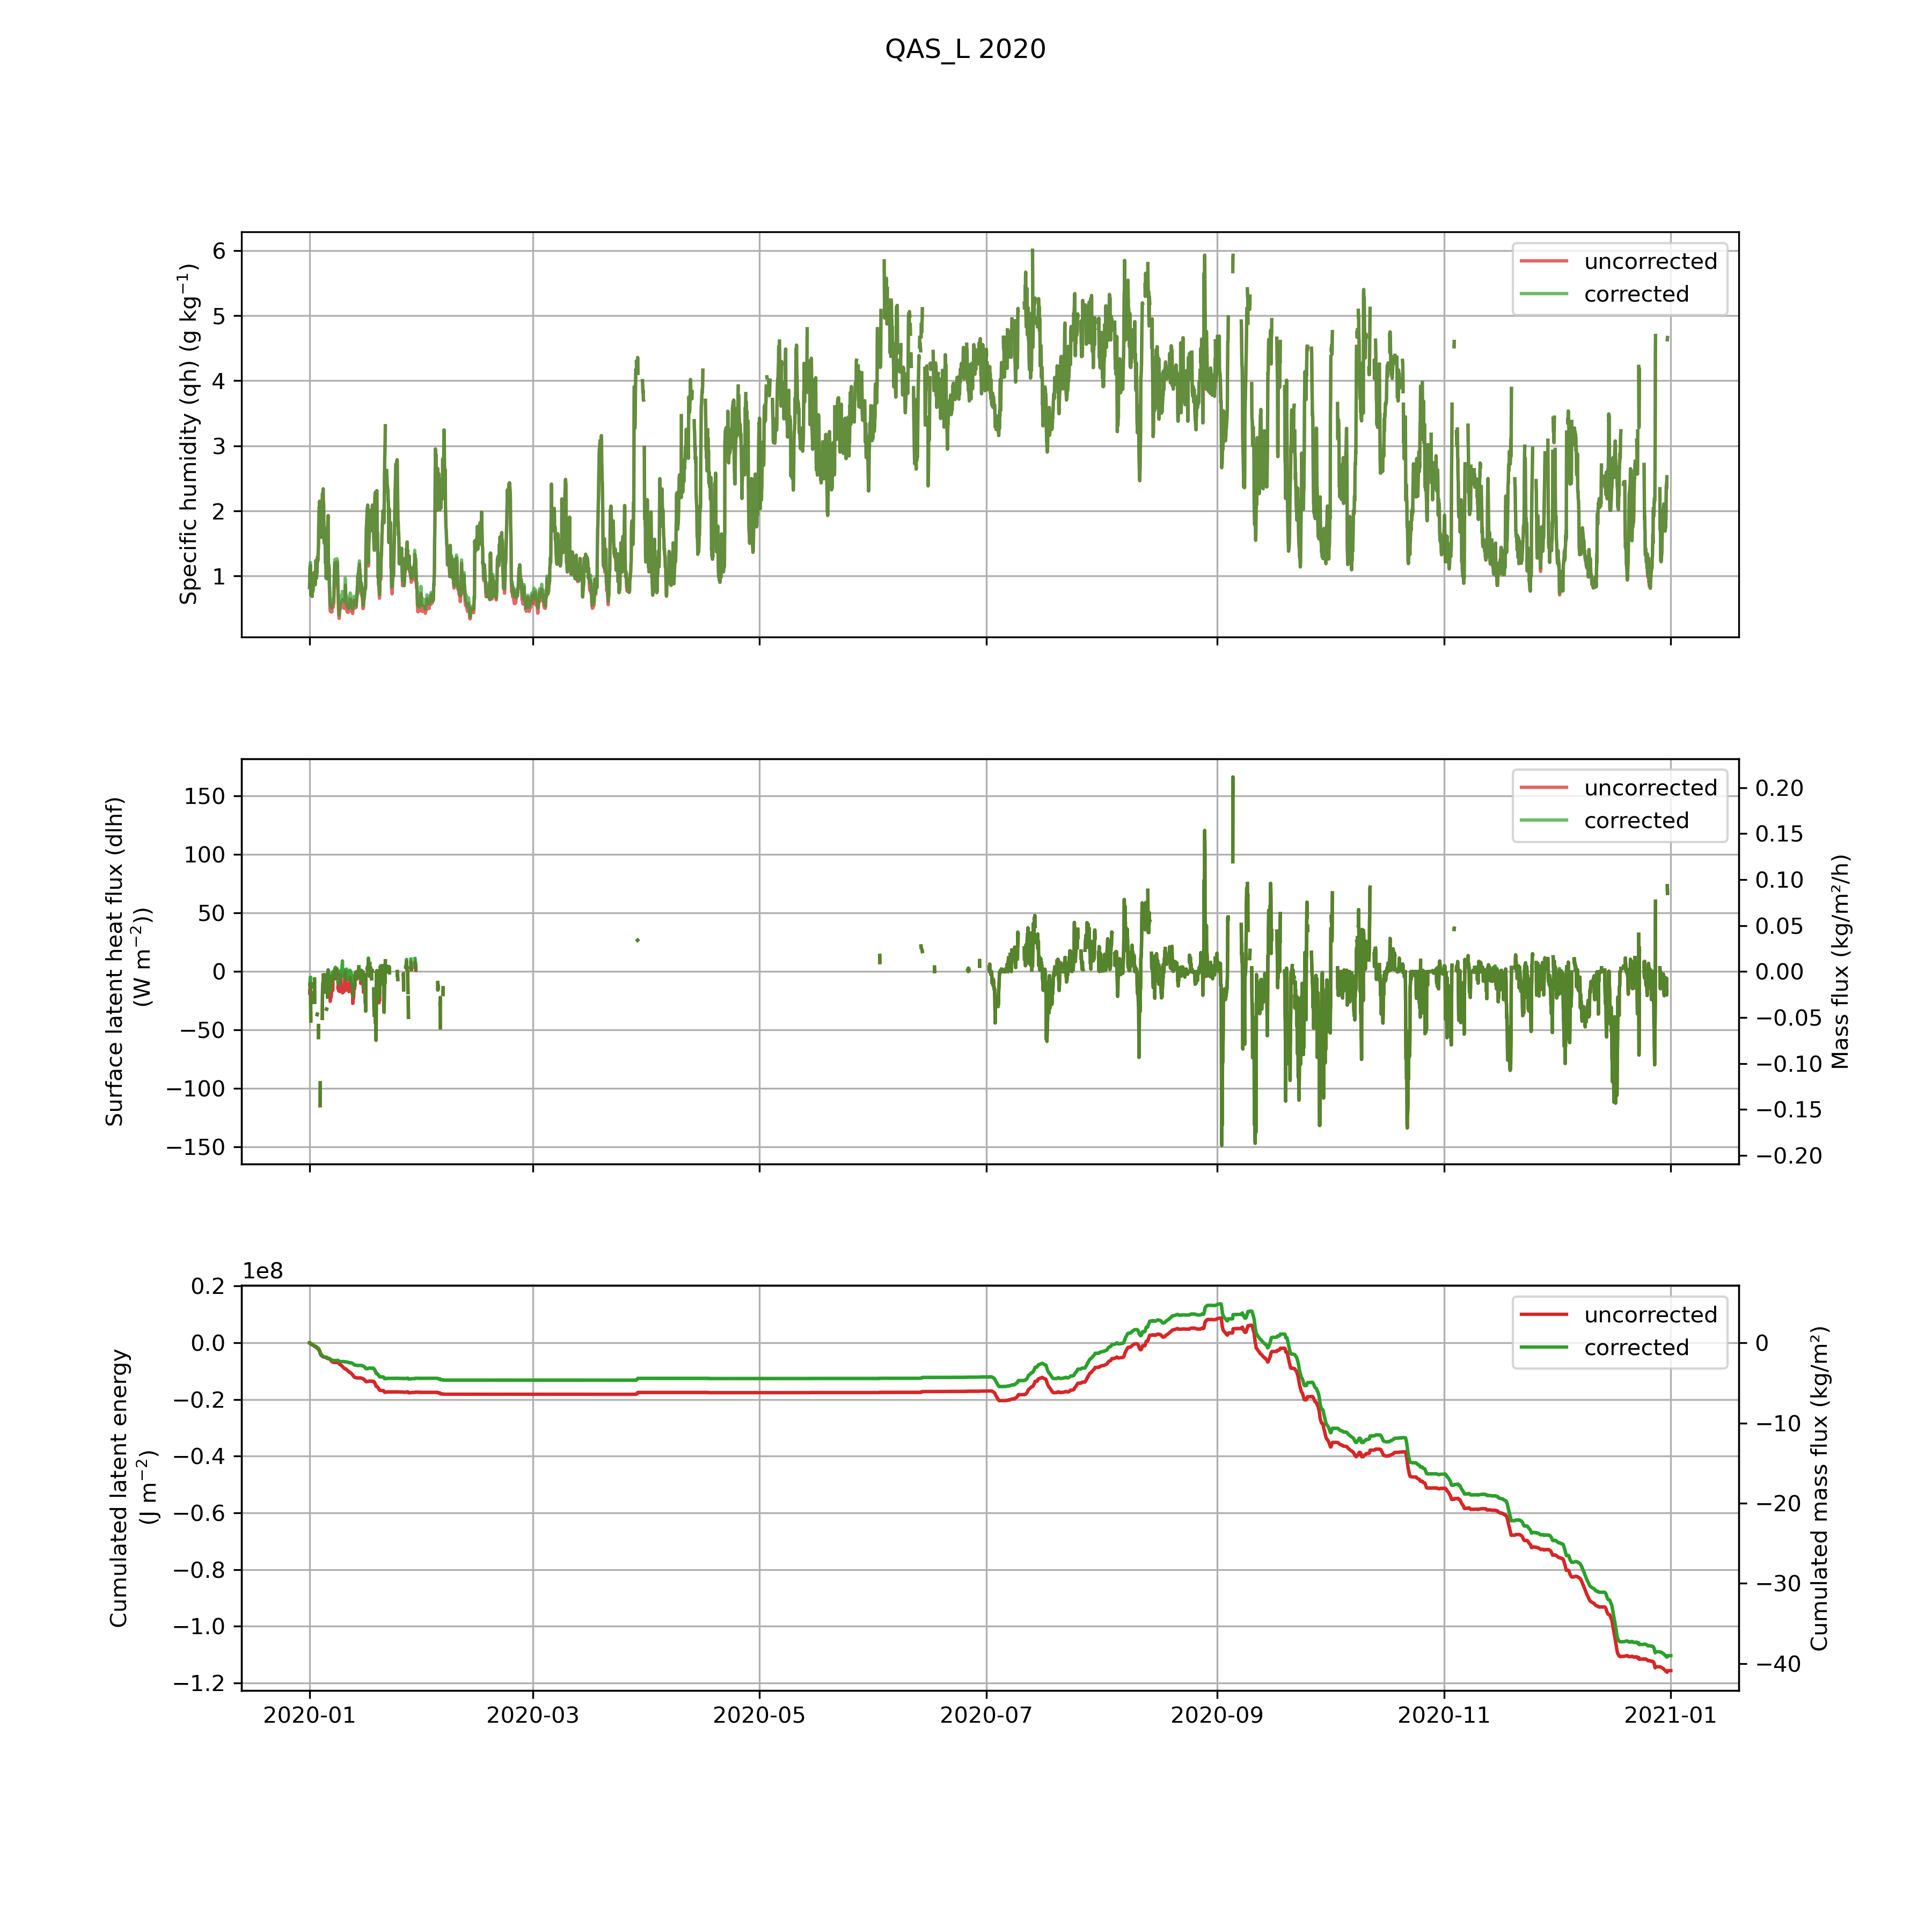 QAS_L 2020
Specific humidity (qh) (g kg⁻¹)
6
5
4
3
2
1
uncorrected
corrected
Surface latent heat flux (dlhf)
(W m⁻²))
150
100
50
0
−50
−100
−150
uncorrected
corrected
0.20
0.15
0.10
0.05
0.00
−0.05
−0.10
−0.15
−0.20
Mass flux (kg/m²/h)
Cumulated latent energy
(J m⁻²)
1e8
0.2
0.0
−0.2
−0.4
−0.6
−0.8
−1.0
−1.2
uncorrected
corrected
0
−10
−20
−30
−40
Cumulated mass flux (kg/m²)
2020-01
2020-03
2020-05
2020-07
2020-09
2020-11
2021-01